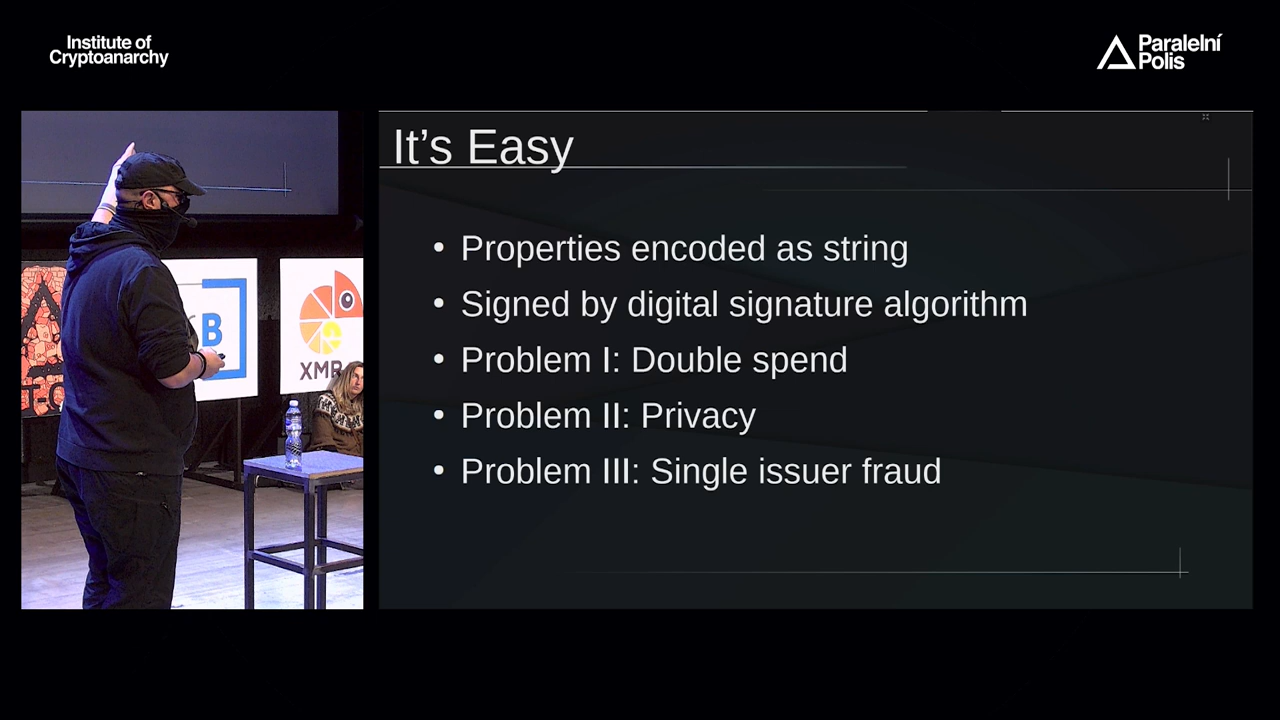 Institute of
Cryptoanarchy
Paralelní
Polis
It’s Easy
• Properties encoded as string
• Signed by digital signature algorithm
• Problem I: Double spend
• Problem II: Privacy
• Problem III: Single issuer fraud
B
XMR